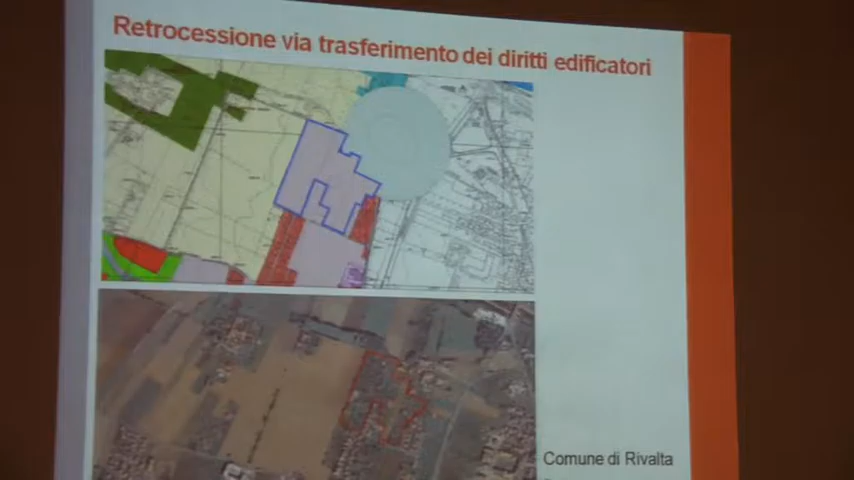 Retrocessione via trasferimento dei diritti edificatori
Comune di Rivalta